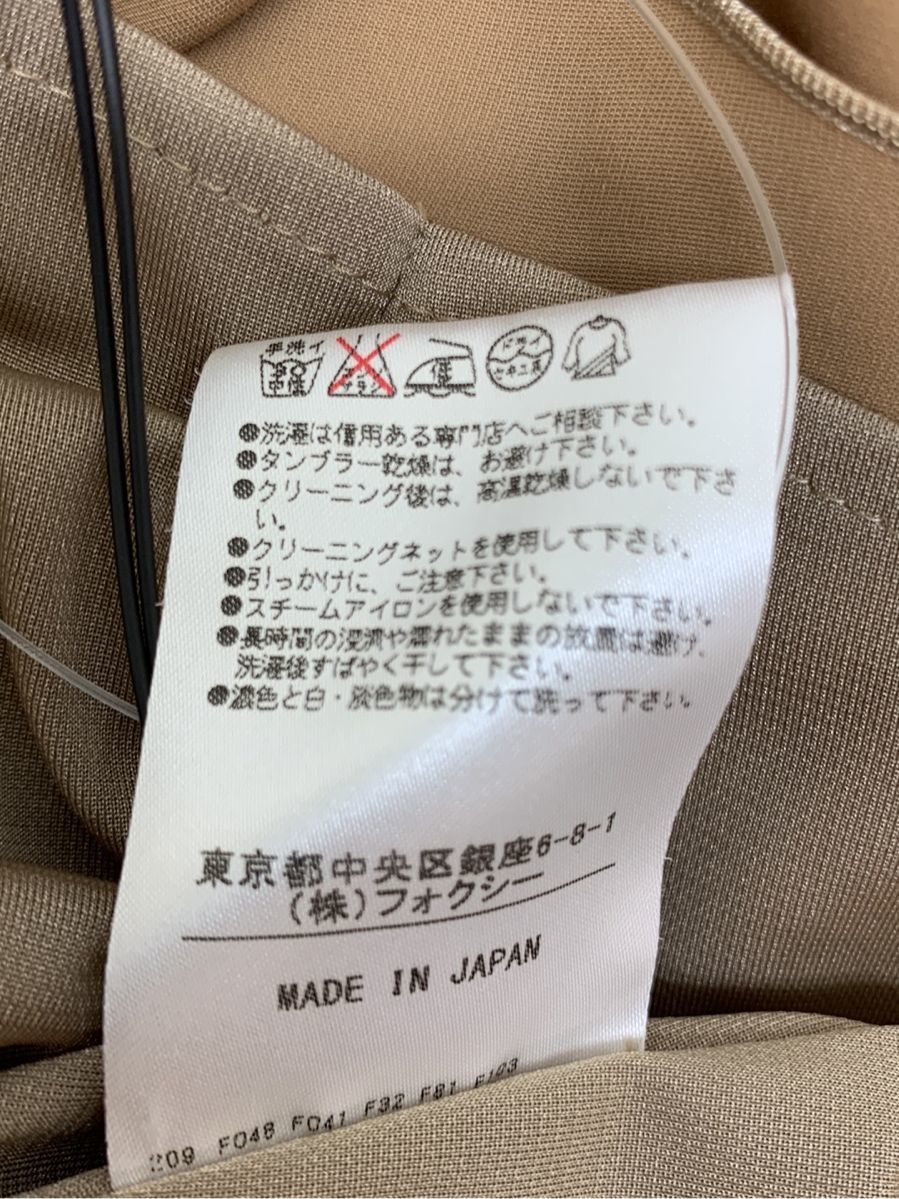 手洗イ
中性
エンソ
サラシ
低
ドライ
セキユ系
●洗濯は信用ある専門店へご相談下さい。
●タンブラー乾燥は、お避け下さい。
●クリーニング後は、高温乾燥しないで下さ
い。
●クリーニングネットを使用して下さい。
●引っかけに、ご注意下さい。
●スチームアイロンを使用しないで下さい。
●長時間の浸漬や濡れたままの放置は避け、
洗濯後すばやく干して下さい。
●濃色と白・淡色物は分けて洗って下さい。
東京都中央区銀座6-8-1
(株)フォクシー
MADE IN JAPAN
209 F048 F041 F32 F81